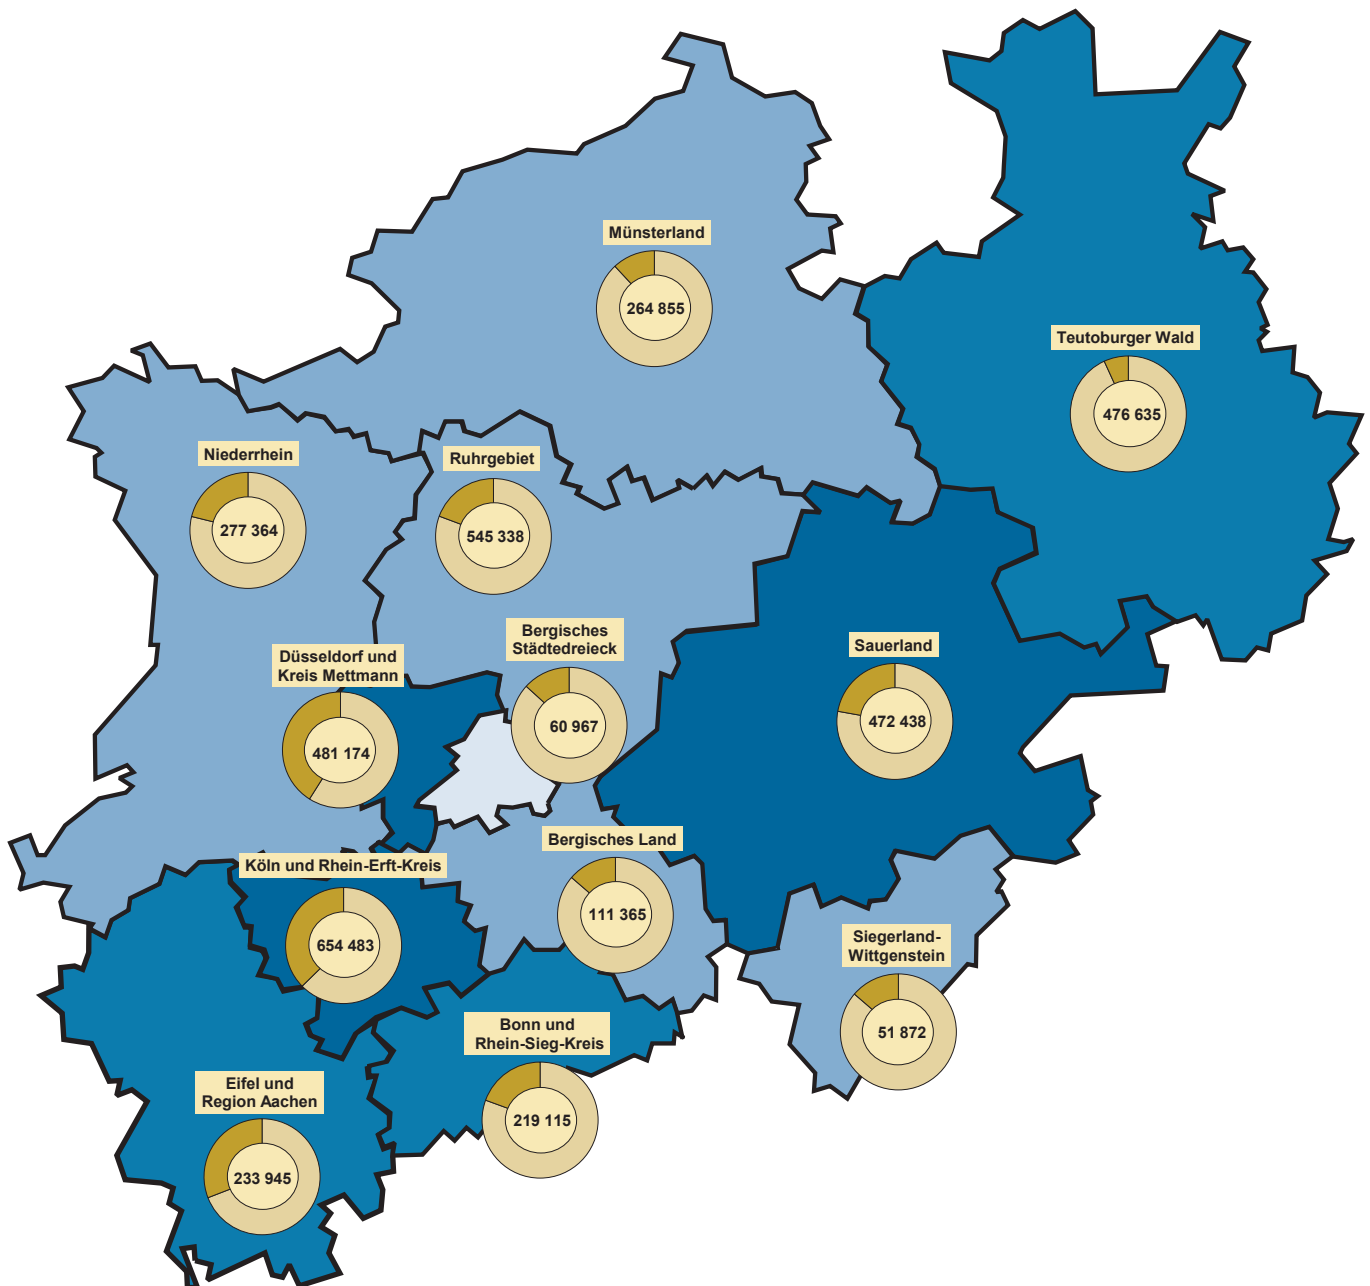 Münsterland
264 855
Teutoburger Wald
476 635
Niederrhein
277 364
Ruhrgebiet
545 338
Bergisches
Städtedreieck
60 967
Düsseldorf und
Kreis Mettmann
481 174
Sauerland
472 438
Bergisches Land
111 365
Köln und Rhein-Erft-Kreis
654 483
Siegerland-
Wittgenstein
51 872
Bonn und
Rhein-Sieg-Kreis
219 115
Eifel und
Region Aachen
233 945